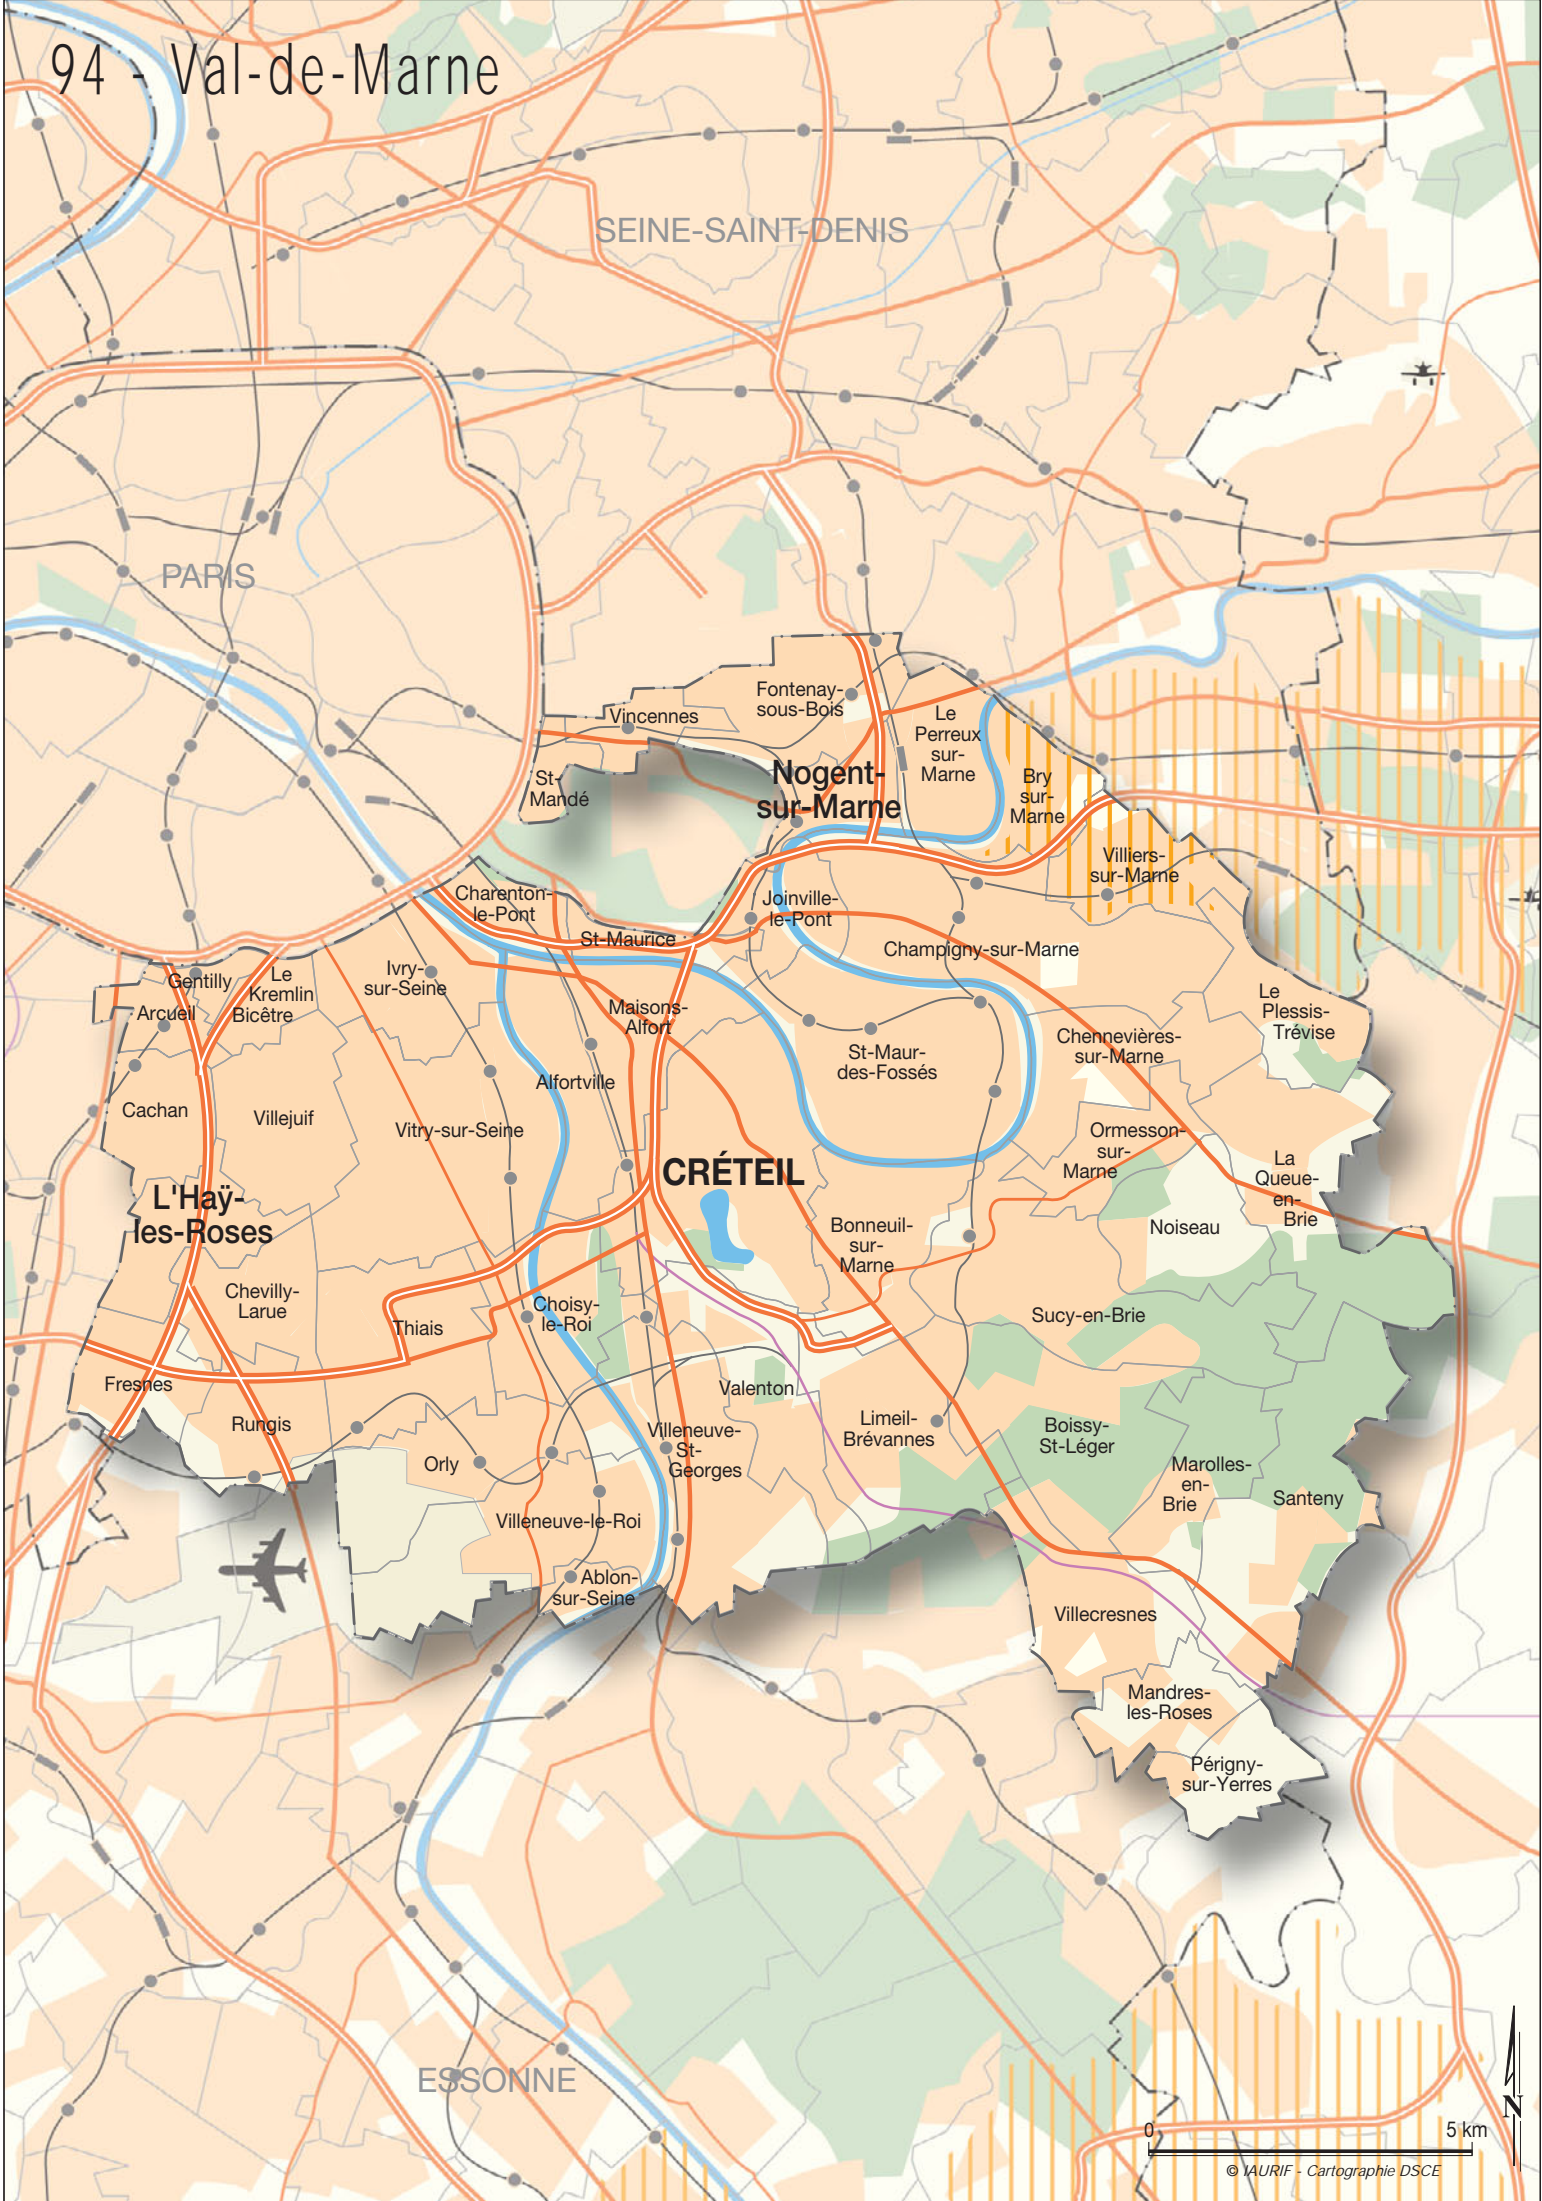 94 - Val-de-Marne
SEINE-SAINT-DENIS
PARIS
Fontenay-
sous-Bois
Vincennes
Le
Perreux
sur-
Marne
St-
Mandé
Nogent-
sur-Marne
Bry
sur-
Marne
Villiers-
sur-Marne
Charenton-
le-Pont
Joinville-
le-Pont
St-Maurice
Champigny-sur-Marne
Gentilly
Le
Kremlin
Bicêtre
Ivry-
sur-Seine
Arcueil
Maisons-
Alfort
Le
Plessis-
Trévise
Chennevières-
sur-Marne
St-Maur-
des-Fossés
Alfortville
Cachan
Villejuif
Vitry-sur-Seine
Ormesson-
sur-
Marne
CRÉTEIL
La
Queue-
en-
Brie
L'Haÿ-
les-Roses
Bonneuil-
sur-
Marne
Noiseau
Chevilly-
Larue
Choisy-
le-Roi
Thiais
Sucy-en-Brie
Fresnes
Valenton
Rungis
Villeneuve-
St-
Georges
Limeil-
Brévannes
Boissy-
St-Léger
Orly
Marolles-
en-
Brie
Santeny
Villeneuve-le-Roi
Ablon-
sur-Seine
Villecresnes
Mandres-
les-Roses
Périgny-
sur-Yerres
ESSONNE
N
0 5 km
© IAURIF - Cartographie DSCE